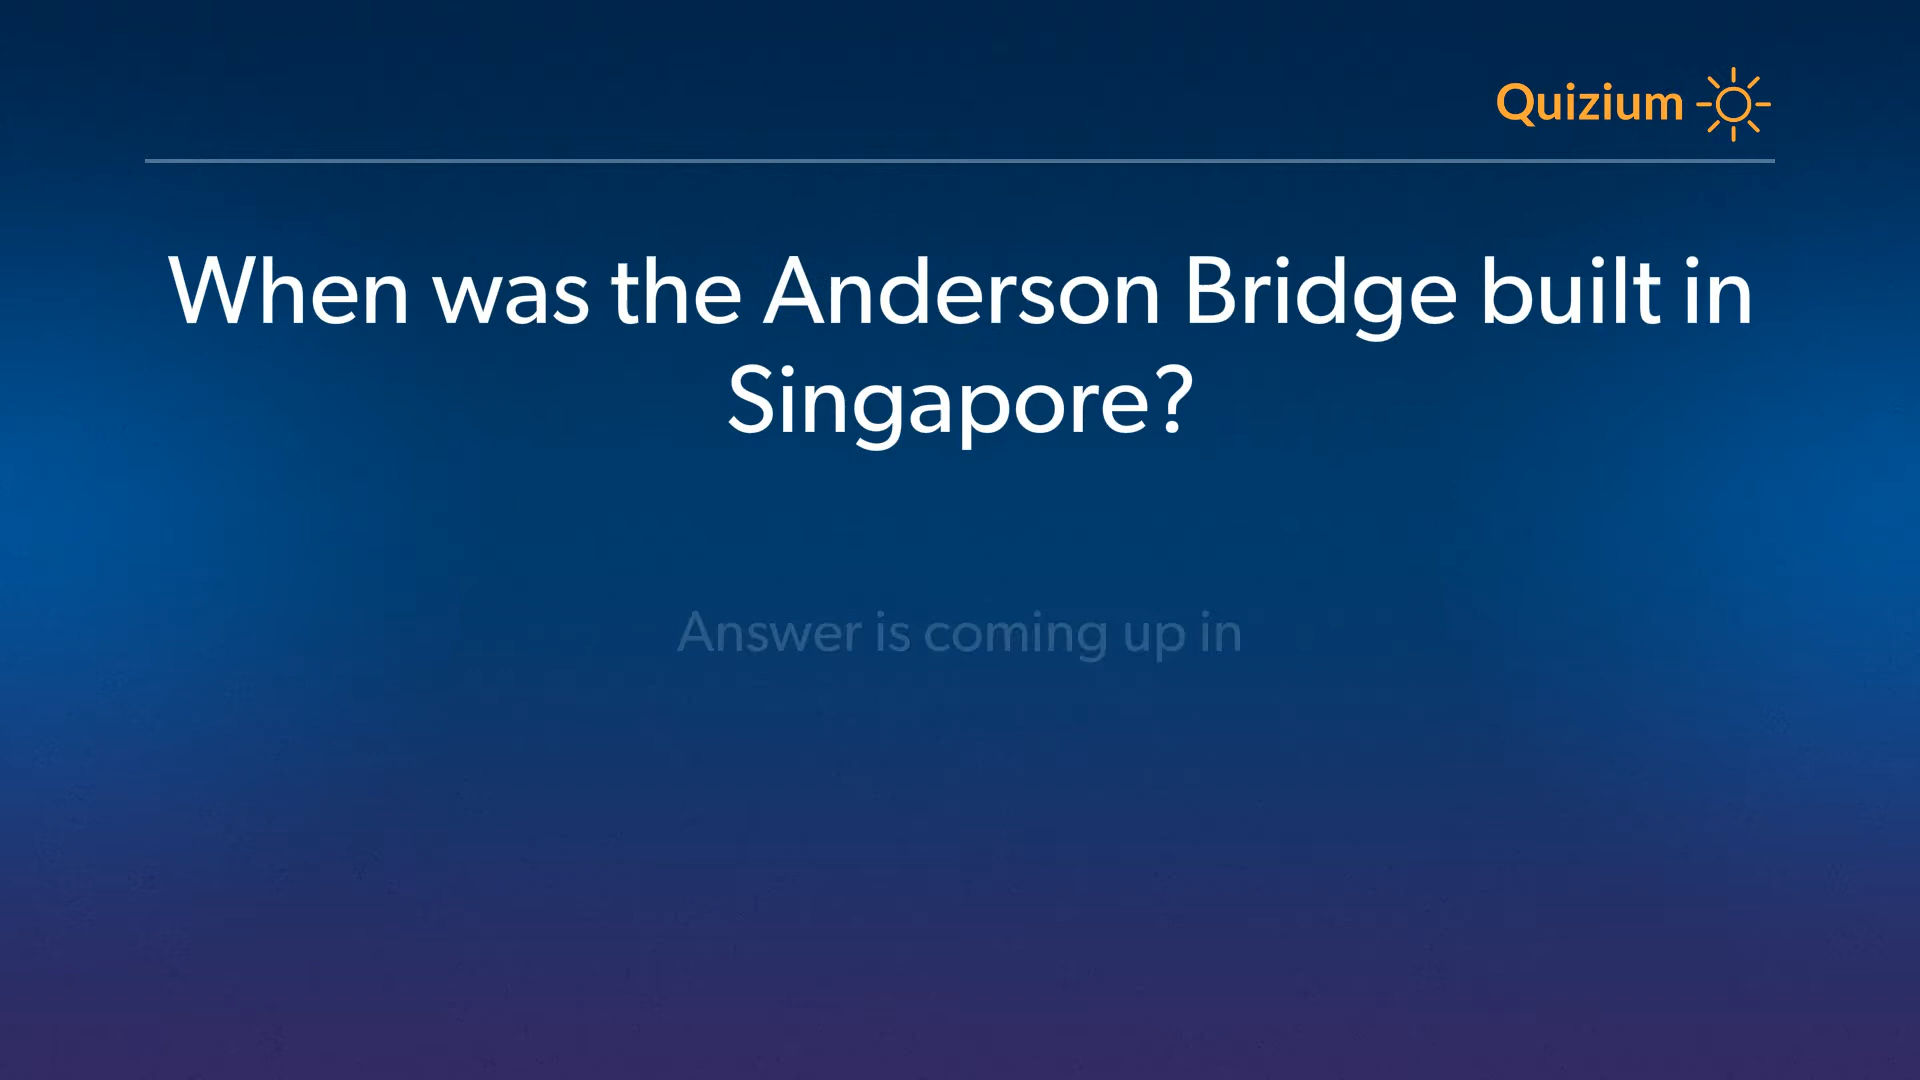 Quizium
When was the Anderson Bridge built in
Singapore?
Answer is coming up in